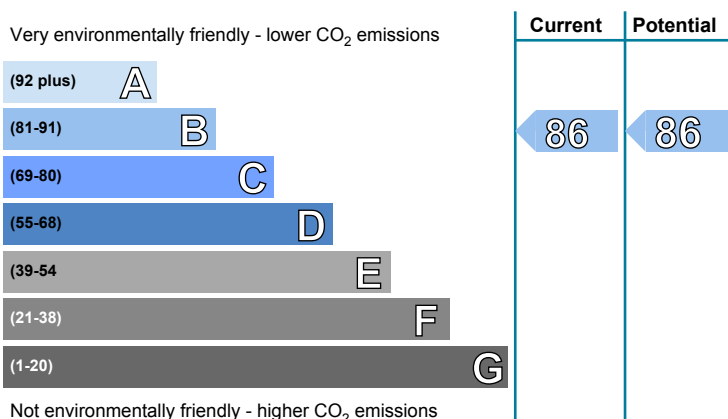 Very environmentally friendly - lower CO2 emissions
Current Potential
(92 plus) A
(81-91) B 86 86
(69-80) C
(55-68) D
(39-54 E
(21-38) F
(1-20) G
Not environmentally friendly - higher CO2 emissions